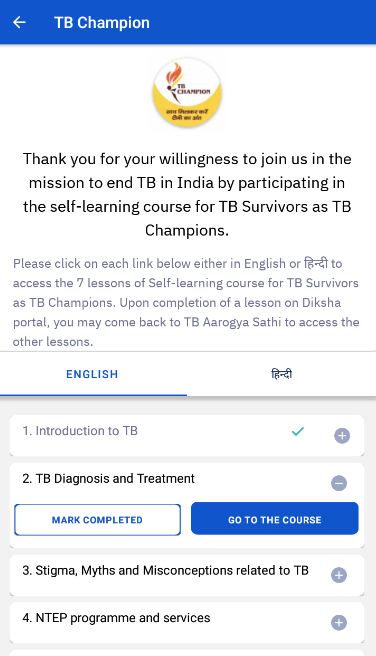 TB Champion
TB
CHAMPION
साथ मिलकर करें
टीबी का अंत
Thank you for your willingness to join us in the
mission to end TB in India by participating in
the self-learning course for TB Survivors as TB
Champions.
Please click on each link below either in English or हिन्दी to
access the 7 lessons of Self-learning course for TB Survivors
as TB Champions. Upon completion of a lesson on Diksha
portal, you may come back to TB Aarogya Sathi to access the
other lessons.
ENGLISH हिन्दी
1. Introduction to TB
2. TB Diagnosis and Treatment
MARK COMPLETED GO TO THE COURSE
3. Stigma, Myths and Misconceptions related to TB
4. NTEP programme and services